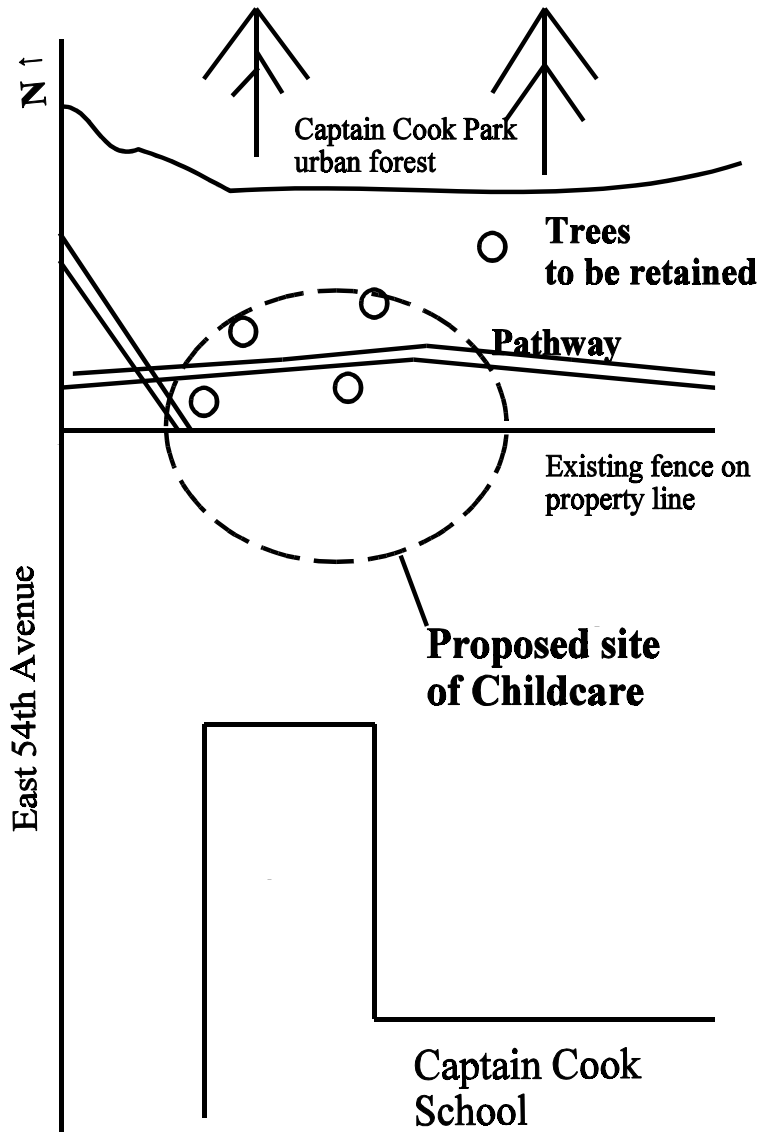 N ↑
Captain Cook Park
urban forest
Trees
to be retained
Pathway
Existing fence on
property line
East 54th Avenue
Proposed site
of Childcare
Captain Cook
School